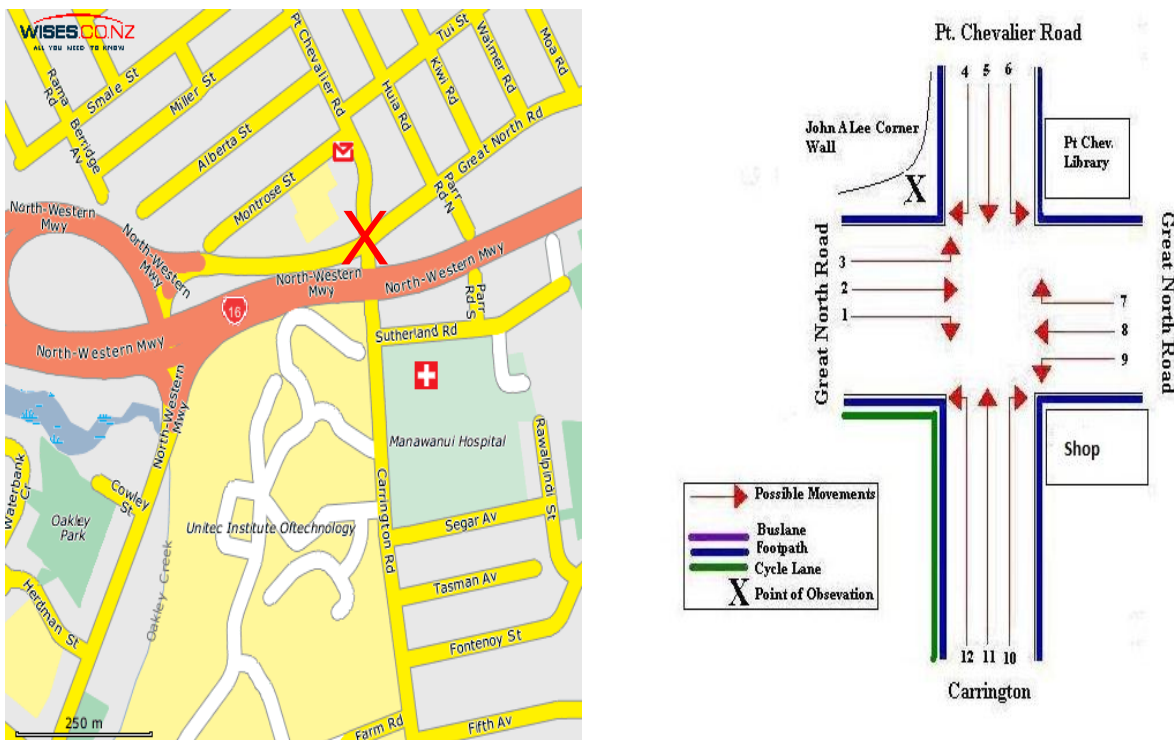 WISES.CO.NZ
ALL YOU NEED TO KNOW
Rama Rd
Berridge Av
Smale St
Miller St
Alberta St
Montrose St
Pt Chevalier Rd
Huia Rd
Tui St
Kiwi Rd
Walmer Rd
Moa Rd
Great North Rd
Parr Rd N
North-Western Mwy
North-Western Mwy
North-Western Mwy
North-Western Mwy
North-Western Mwy
North-Western Mwy
16
Parr Rd S
Sutherland Rd
Manawanui Hospital
Carrington Rd
Rawalpindi St
Segar Av
Tasman Av
Fontenoy St
Fifth Av
Farm Rd
Unitec Institute Oftechnology
Oakley Creek
Waterbank Cr
Oakley Park
Cowley St
Herdman St
250 m
X
Pt. Chevalier Road
4 5 6
John A Lee Corner
Wall
X
Pt Chev.
Library
Great North Road
3
2
1
7
8
9
Great North Road
Shop
Possible Movements
Buslane
Footpath
Cycle Lane
X Point of Obsevation
12 11 10
Carrington